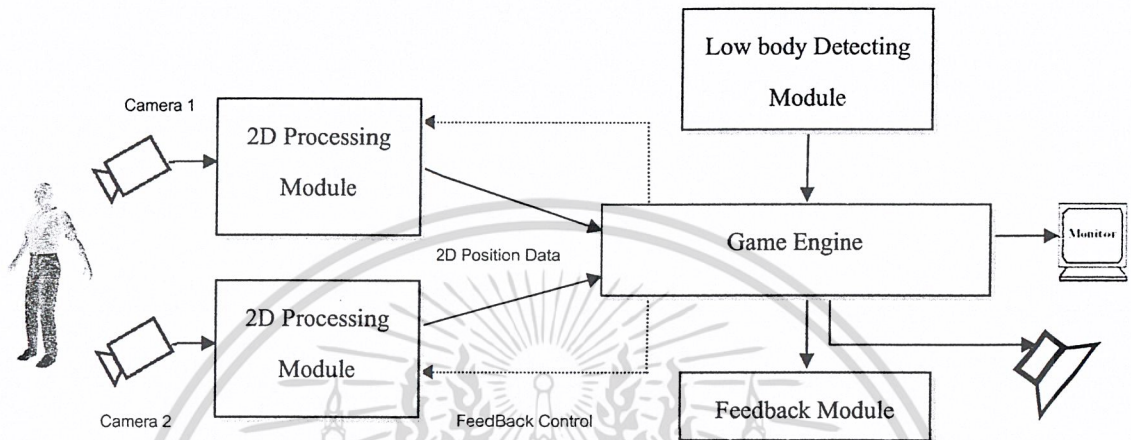 Low body Detecting
Module
Camera 1
2D Processing
Module
Game Engine
Monitor
2D Position Data
2D Processing
Module
Camera 2
FeedBack Control
Feedback Module